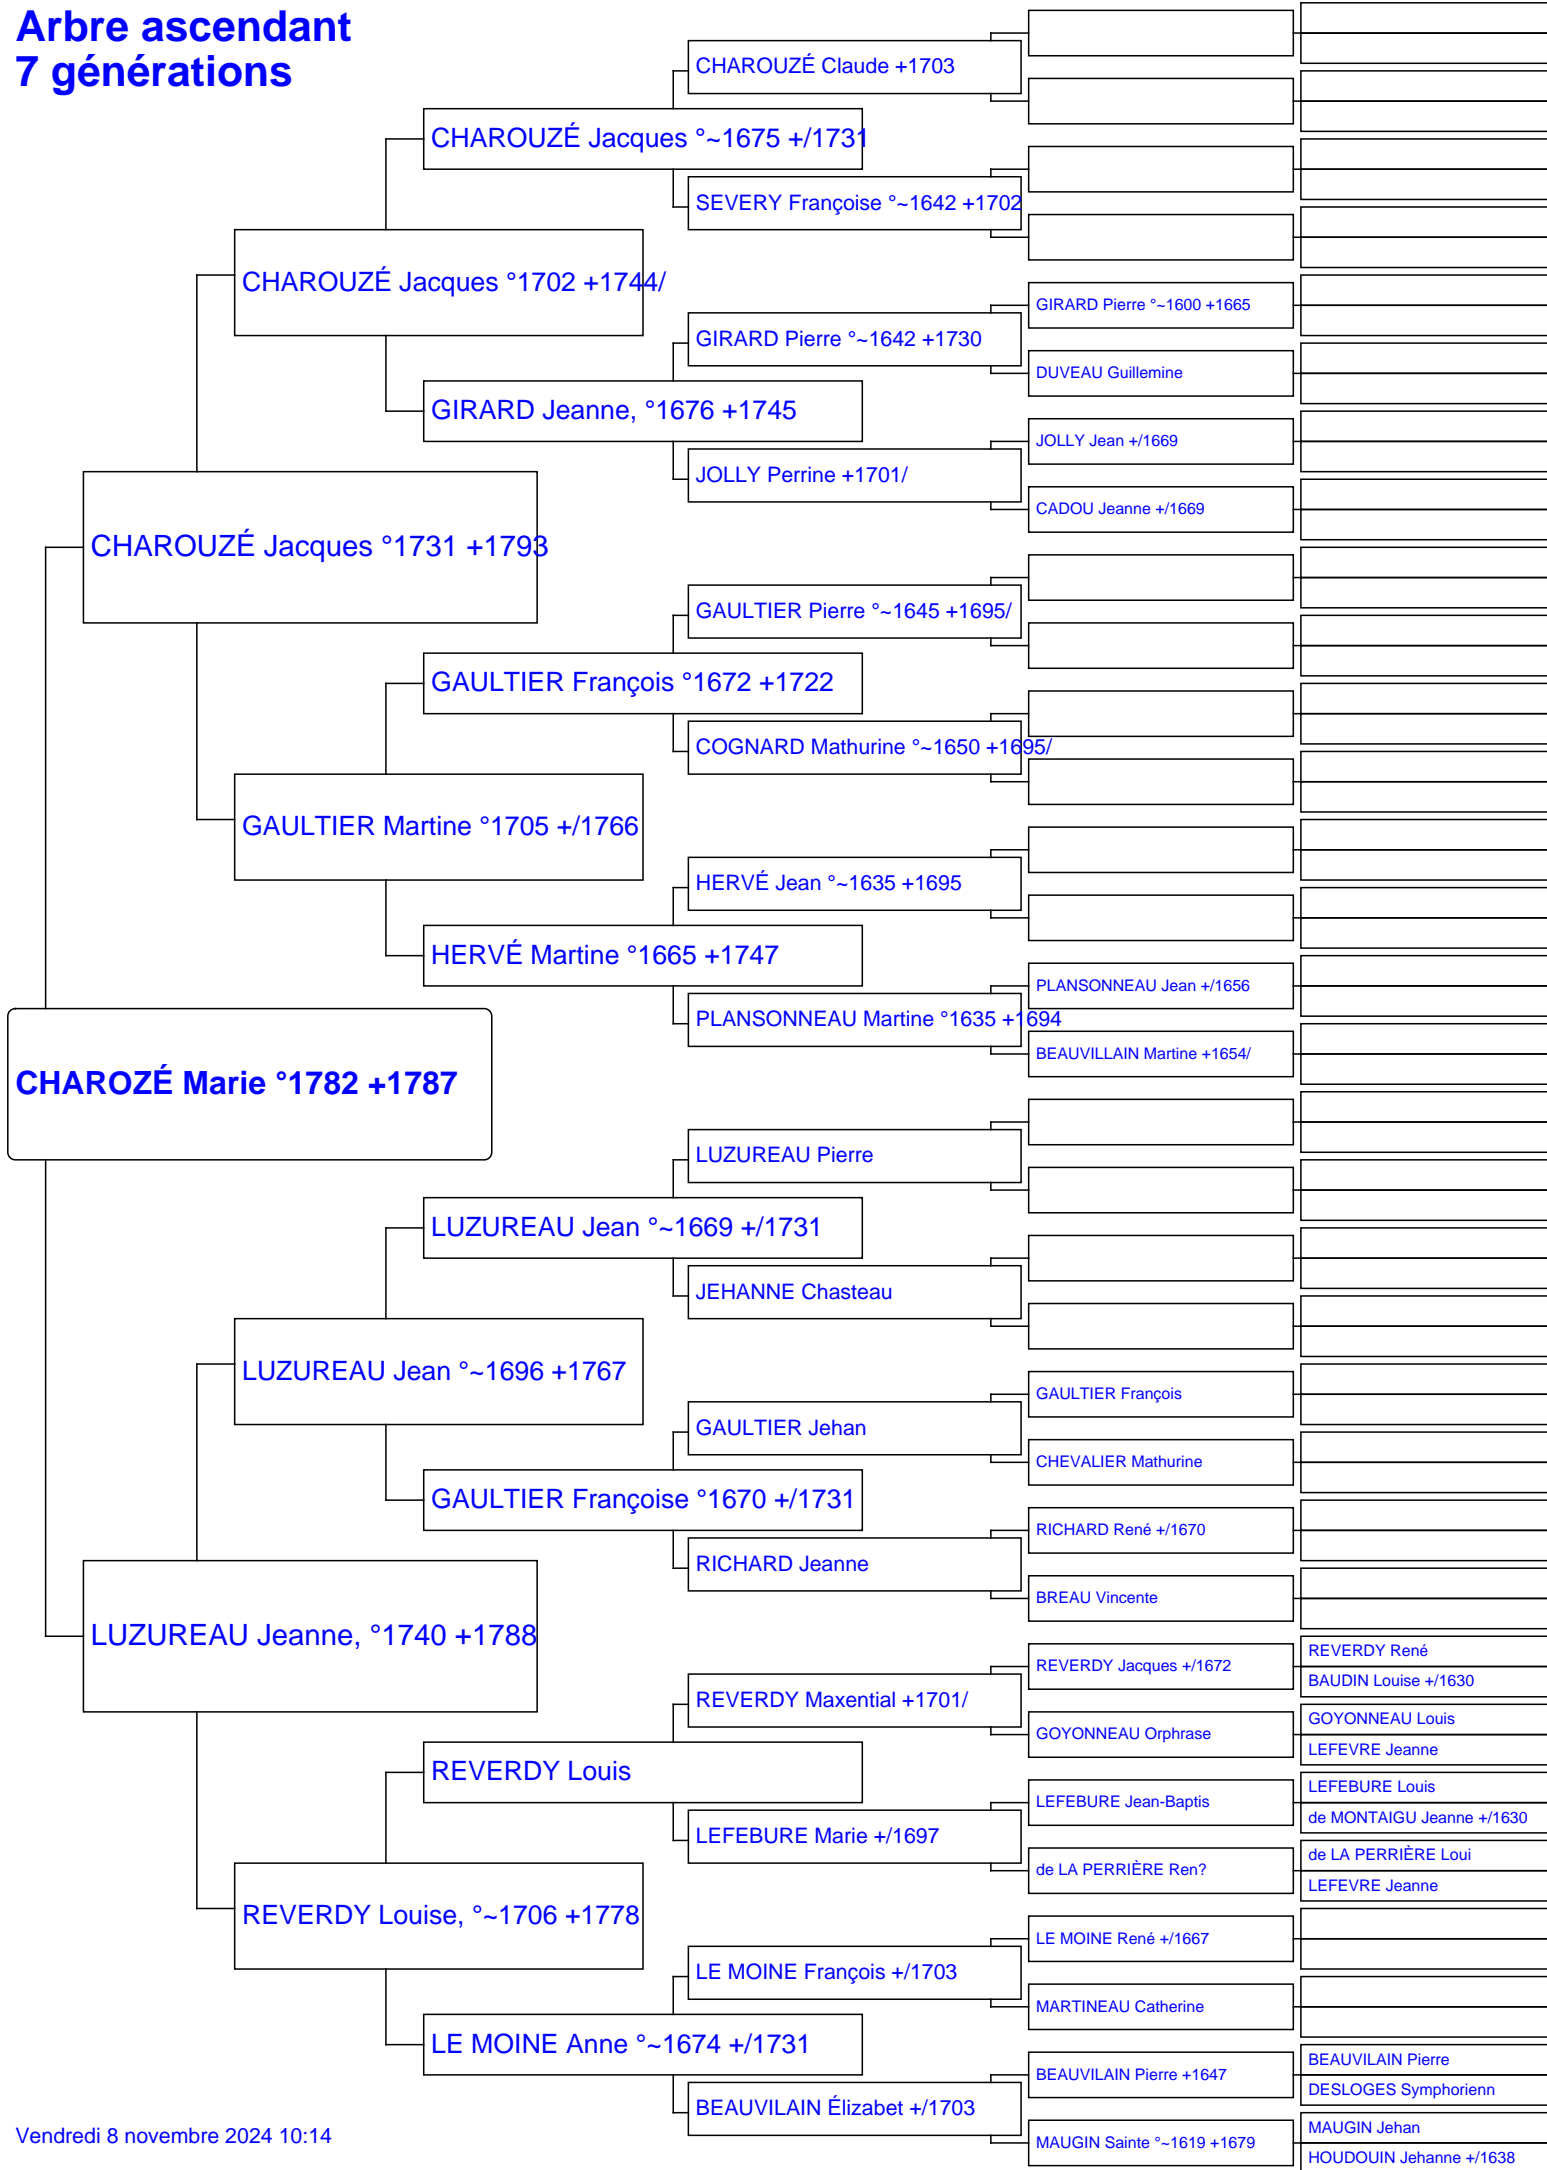 Arbre ascendant
7 générations
CHAROUZÉ Claude +1703
CHAROUZÉ Jacques °~1675 +/1731
SEVERY Françoise °~1642 +1702
CHAROUZÉ Jacques °1702 +1744/
GIRARD Pierre °~1600 +1665
GIRARD Pierre °~1642 +1730
DUVEAU Guillemine
GIRARD Jeanne, °1676 +1745
JOLLY Jean +/1669
JOLLY Perrine +1701/
CADOU Jeanne +/1669
CHAROUZÉ Jacques °1731 +1793
GAULTIER Pierre °~1645 +1695/
GAULTIER François °1672 +1722
COGNARD Mathurine °~1650 +1695/
GAULTIER Martine °1705 +/1766
HERVÉ Jean °~1635 +1695
HERVÉ Martine °1665 +1747
PLANSONNEAU Jean +/1656
PLANSONNEAU Martine °1635 +1694
BEAUVILLAIN Martine +1654/
CHAROZÉ Marie °1782 +1787
LUZUREAU Pierre
LUZUREAU Jean °~1669 +/1731
JEHANNE Chasteau
LUZUREAU Jean °~1696 +1767
GAULTIER François
GAULTIER Jehan
CHEVALIER Mathurine
GAULTIER Françoise °1670 +/1731
RICHARD René +/1670
RICHARD Jeanne
BREAU Vincente
LUZUREAU Jeanne, °1740 +1788
REVERDY René
REVERDY Jacques +/1672
BAUDIN Louise +/1630
REVERDY Maxential +1701/
GOYONNEAU Louis
GOYONNEAU Orphrase
LEFEVRE Jeanne
REVERDY Louis
LEFEBURE Louis
LEFEBURE Jean-Baptis
de MONTAIGU Jeanne +/1630
LEFEBURE Marie +/1697
de LA PERRIÈRE Loui
de LA PERRIÈRE Ren?
LEFEVRE Jeanne
REVERDY Louise, °~1706 +1778
LE MOINE René +/1667
LE MOINE François +/1703
MARTINEAU Catherine
LE MOINE Anne °~1674 +/1731
BEAUVILAIN Pierre
BEAUVILAIN Pierre +1647
DESLOGES Symphorienn
BEAUVILAIN Élizabet +/1703
MAUGIN Jehan
MAUGIN Sainte °~1619 +1679
HOUDOUIN Jehanne +/1638
Vendredi 8 novembre 2024 10:14